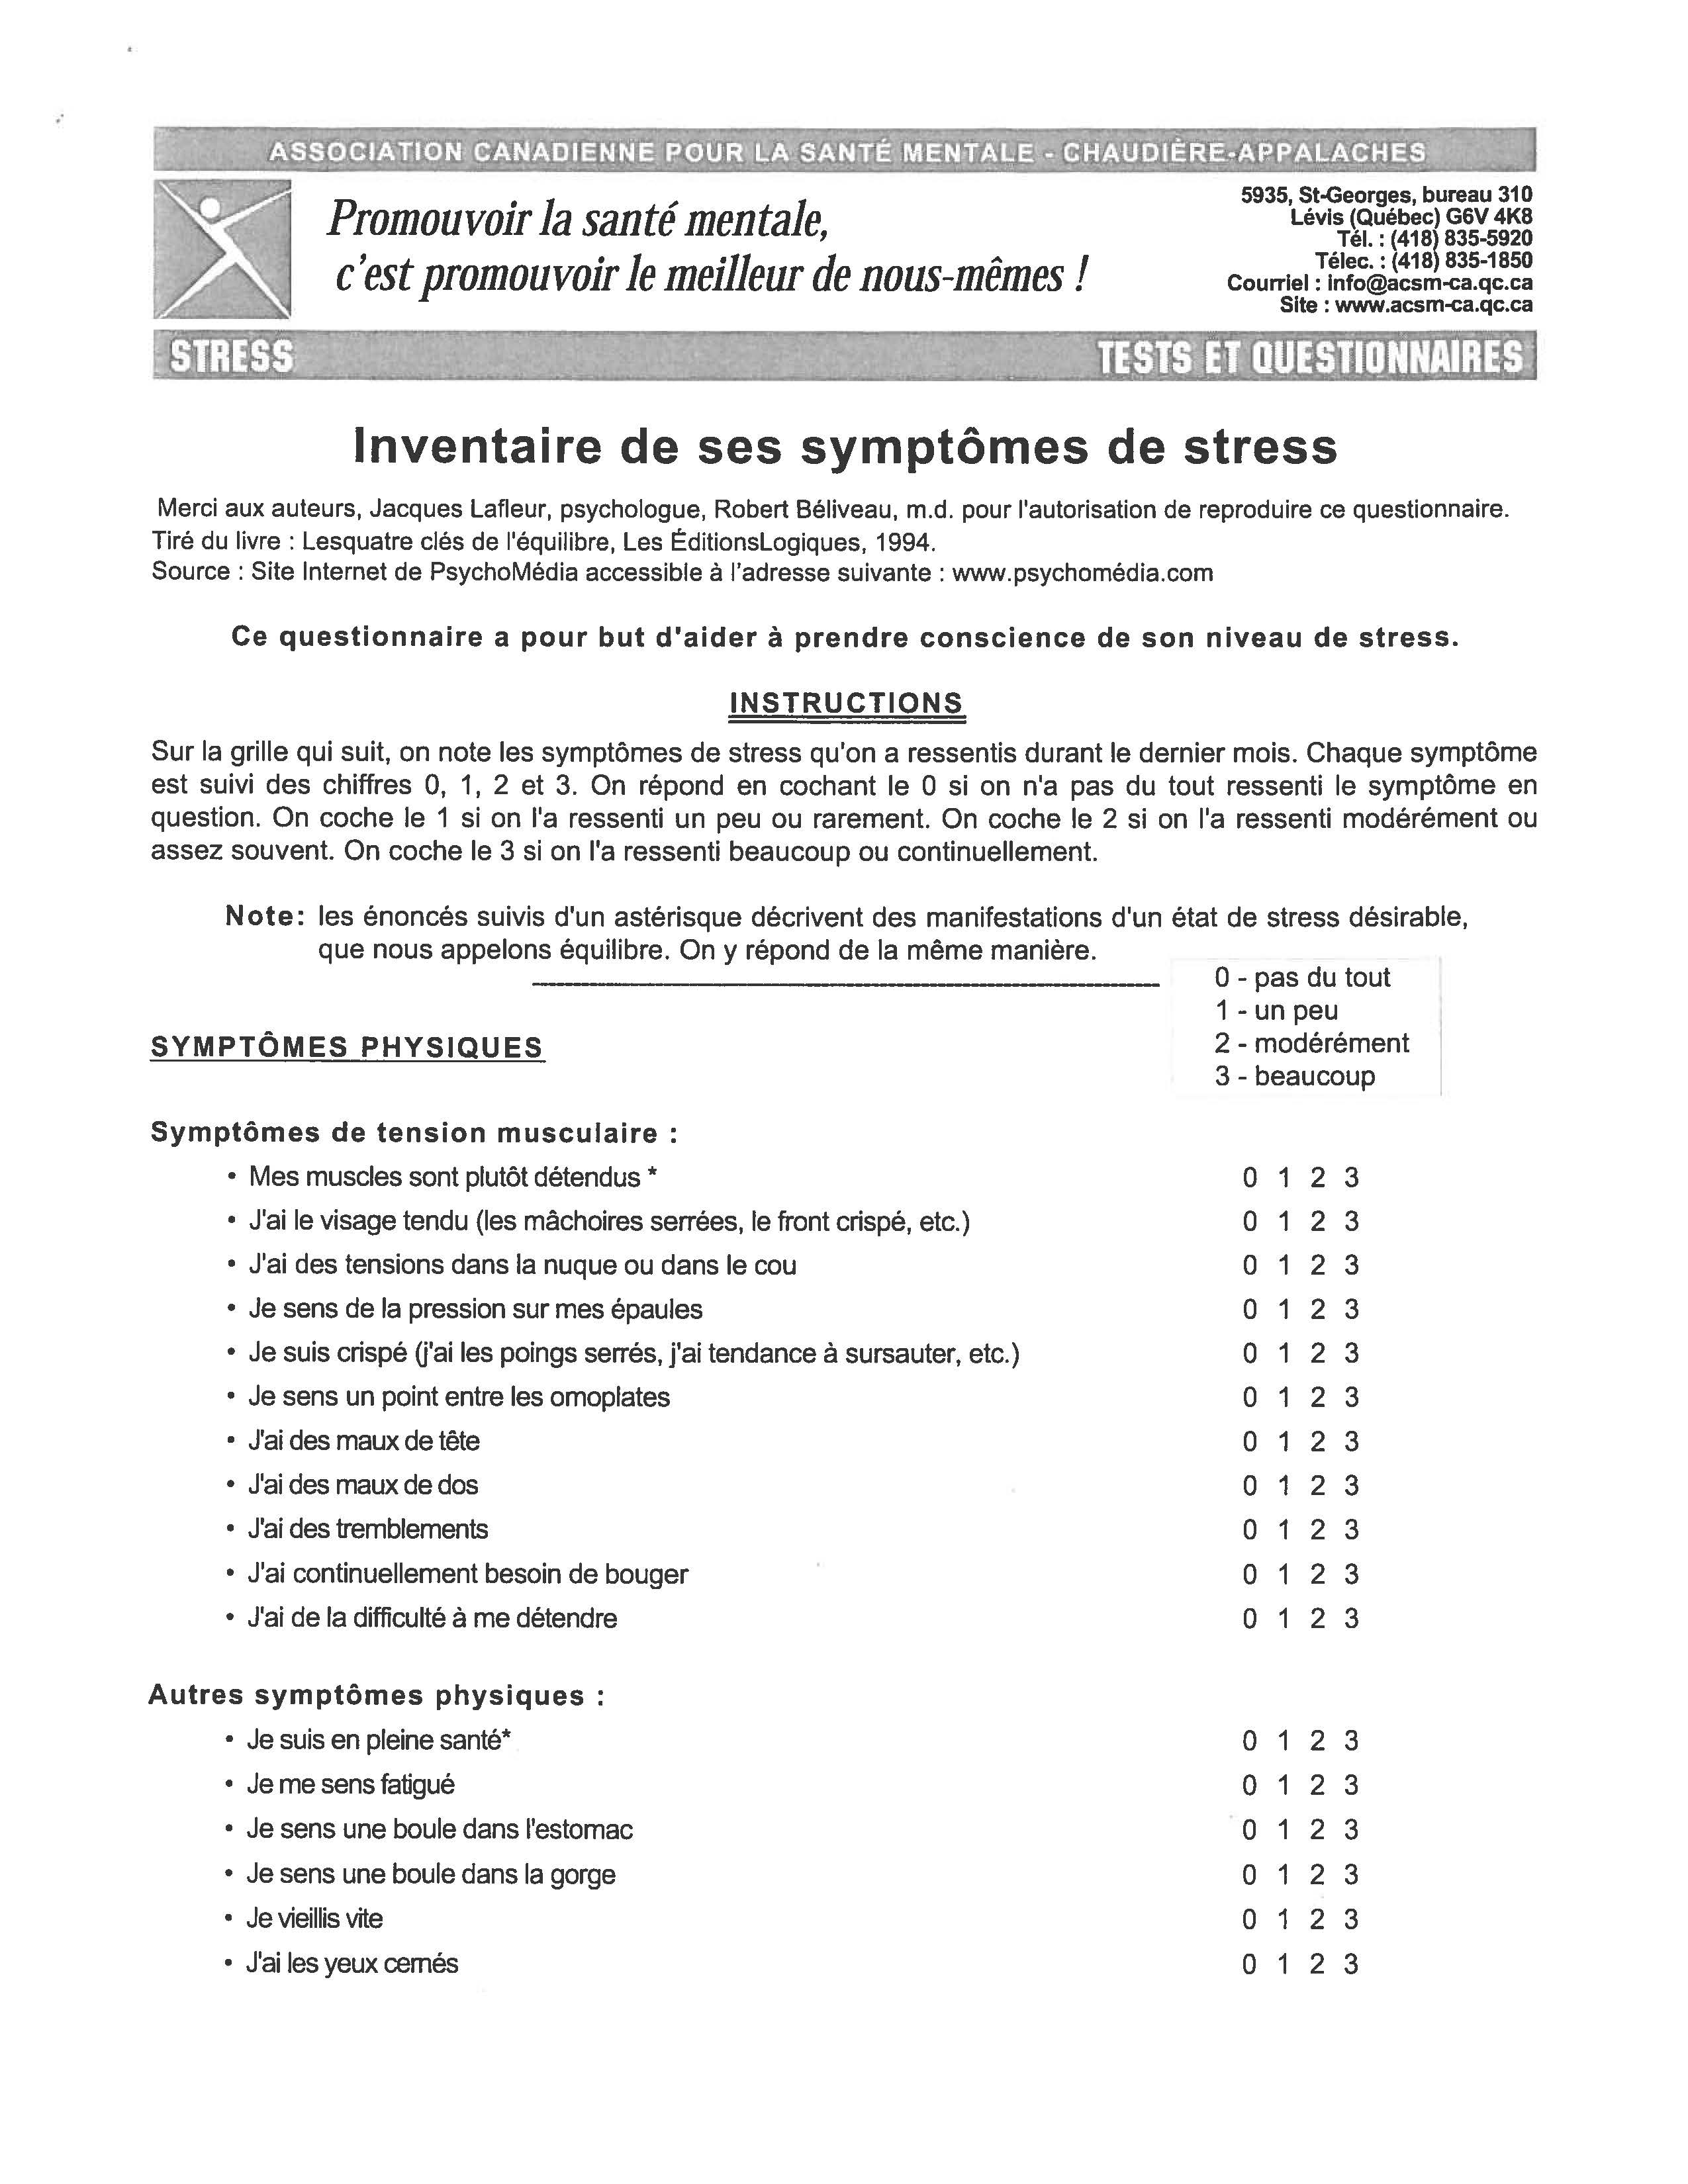 ASSOCIATION CANADIENNE POUR LA SANTÉ MENTALE - CHAUDIÈRE-APPALACHES
Promouvoir la santé mentale,
c'est promouvoir le meilleur de nous-mêmes !
5935, St-Georges, bureau 310
Lévis (Québec) G6V 4K8
Tél. : (418) 835-5920
Télec. : (418) 835-1850
Courriel : info@acsm-ca.qc.ca
Site : www.acsm-ca.qc.ca
STRESS TESTS ET QUESTIONNAIRES
Inventaire de ses symptômes de stress
Merci aux auteurs, Jacques Lafleur, psychologue, Robert Béliveau, m.d. pour l'autorisation de reproduire ce questionnaire.
Tiré du livre : Lesquatre clés de l'équilibre, Les ÉditionsLogiques, 1994.
Source : Site Internet de PsychoMédia accessible à l'adresse suivante : www.psychomédia.com
Ce questionnaire a pour but d'aider à prendre conscience de son niveau de stress.
INSTRUCTIONS
Sur la grille qui suit, on note les symptômes de stress qu'on a ressentis durant le dernier mois. Chaque symptôme
est suivi des chiffres 0, 1, 2 et 3. On répond en cochant le 0 si on n'a pas du tout ressenti le symptôme en
question. On coche le 1 si on l'a ressenti un peu ou rarement. On coche le 2 si on l'a ressenti modérément ou
assez souvent. On coche le 3 si on l'a ressenti beaucoup ou continuellement.
Note: les énoncés suivis d'un astérisque décrivent des manifestations d'un état de stress désirable,
que nous appelons équilibre. On y répond de la même manière.
0 - pas du tout
1 - un peu
2 - modérément
3 - beaucoup
SYMPTÔMES PHYSIQUES
Symptômes de tension musculaire :
• Mes muscles sont plutôt détendus * 0 1 2 3
• J'ai le visage tendu (les mâchoires serrées, le front crispé, etc.) 0 1 2 3
• J'ai des tensions dans la nuque ou dans le cou 0 1 2 3
• Je sens de la pression sur mes épaules 0 1 2 3
• Je suis crispé (j'ai les poings serrés, j'ai tendance à sursauter, etc.) 0 1 2 3
• Je sens un point entre les omoplates 0 1 2 3
• J'ai des maux de tête 0 1 2 3
• J'ai des maux de dos 0 1 2 3
• J'ai des tremblements 0 1 2 3
• J'ai continuellement besoin de bouger 0 1 2 3
• J'ai de la difficulté à me détendre 0 1 2 3
Autres symptômes physiques :
• Je suis en pleine santé* 0 1 2 3
• Je me sens fatigué 0 1 2 3
• Je sens une boule dans l'estomac 0 1 2 3
• Je sens une boule dans la gorge 0 1 2 3
• Je vieillis vite 0 1 2 3
• J'ai les yeux cernés 0 1 2 3